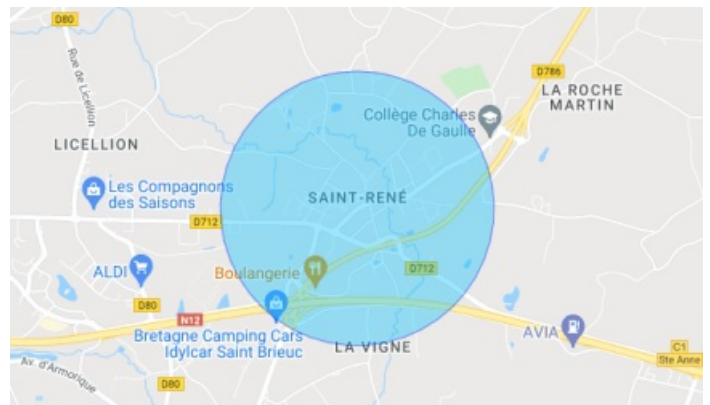 D80
Rue de Licellion
D786
LA ROCHE
MARTIN
Collège Charles
De Gaulle
LICELLION
Les Compagnons
des Saisons
SAINT-RENÉ
D712
ALDI
Boulangerie
D712
D80
N12
Bretagne Camping Cars
Idylcar Saint Brieuc
LA VIGNE
AVIA
C1
Ste Anne
Av. d'Armorique
D80